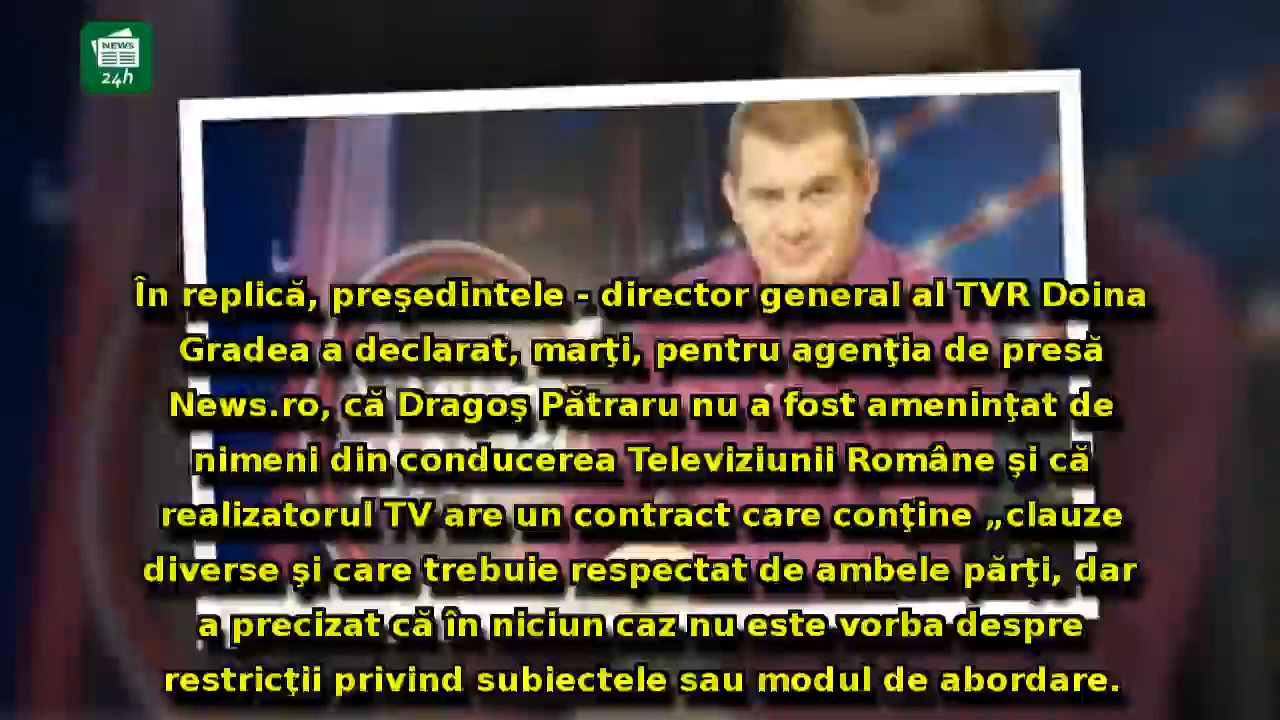 NEWS
24h
În replică, preşedintele - director general al TVR Doina
Gradea a declarat, marţi, pentru agenţia de presă
News.ro, că Dragoş Pătraru nu a fost ameninţat de
nimeni din conducerea Televiziunii Române şi că
realizatorul TV are un contract care conţine „clauze
diverse şi care trebuie respectat de ambele părţi, dar
a precizat că în niciun caz nu este vorba despre
restricţii privind subiectele sau modul de abordare.